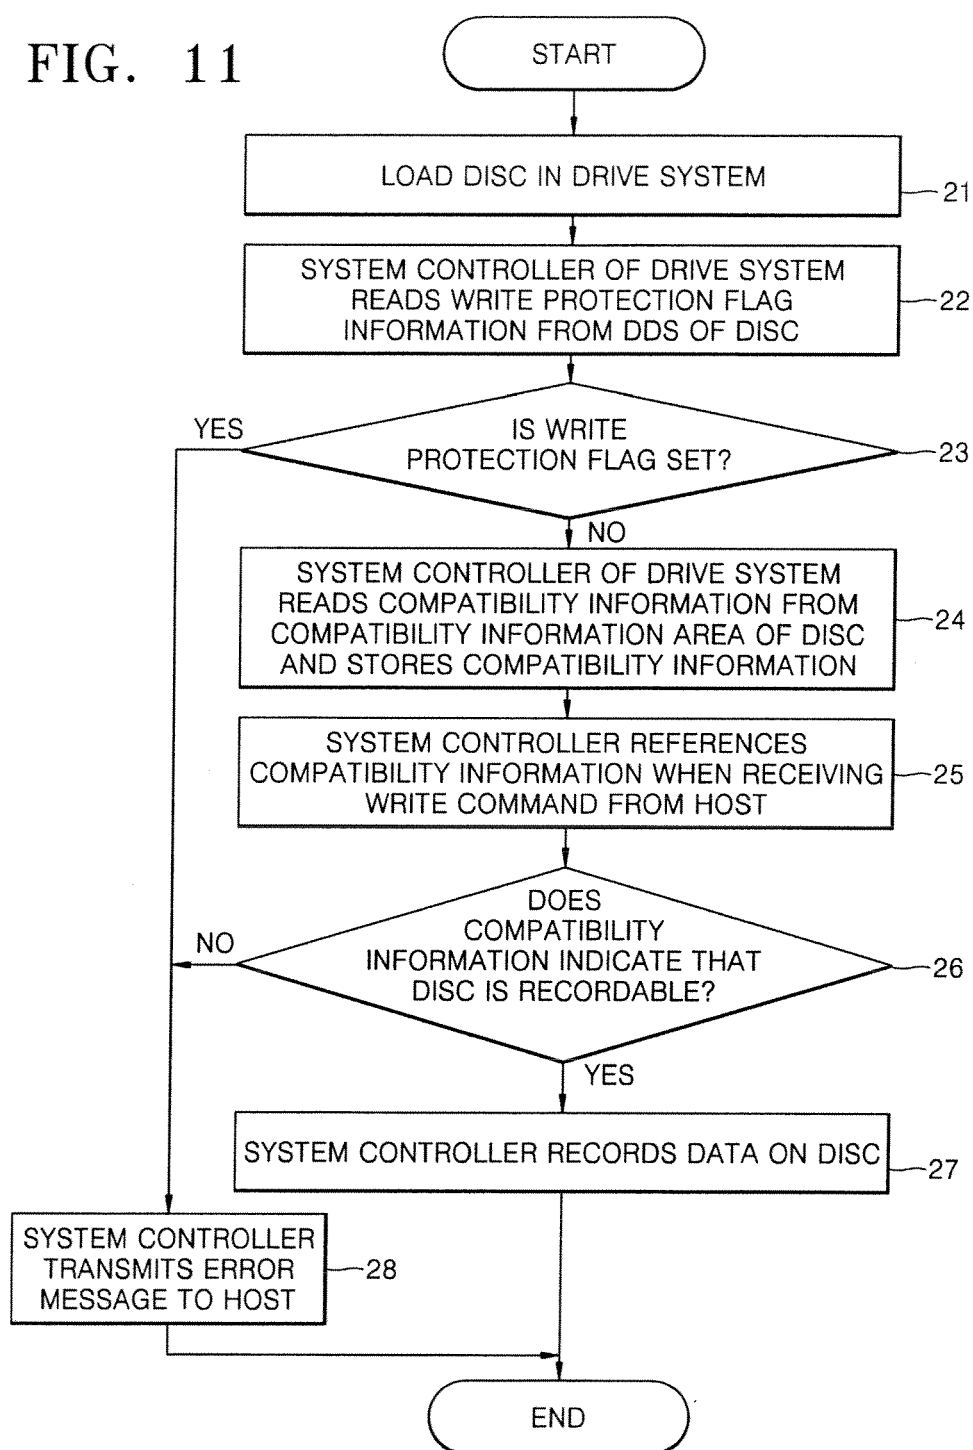 FIG. 11
START
LOAD DISC IN DRIVE SYSTEM
21
SYSTEM CONTROLLER OF DRIVE SYSTEM
READS WRITE PROTECTION FLAG
INFORMATION FROM DDS OF DISC
22
YES
IS WRITE
PROTECTION FLAG SET?
23
NO
SYSTEM CONTROLLER OF DRIVE SYSTEM
READS COMPATIBILITY INFORMATION FROM
COMPATIBILITY INFORMATION AREA OF DISC
AND STORES COMPATIBILITY INFORMATION
24
SYSTEM CONTROLLER REFERENCES
COMPATIBILITY INFORMATION WHEN RECEIVING
WRITE COMMAND FROM HOST
25
NO
DOES
COMPATIBILITY
INFORMATION INDICATE THAT
DISC IS RECORDABLE?
26
YES
SYSTEM CONTROLLER RECORDS DATA ON DISC
27
SYSTEM CONTROLLER
TRANSMITS ERROR
MESSAGE TO HOST
28
END